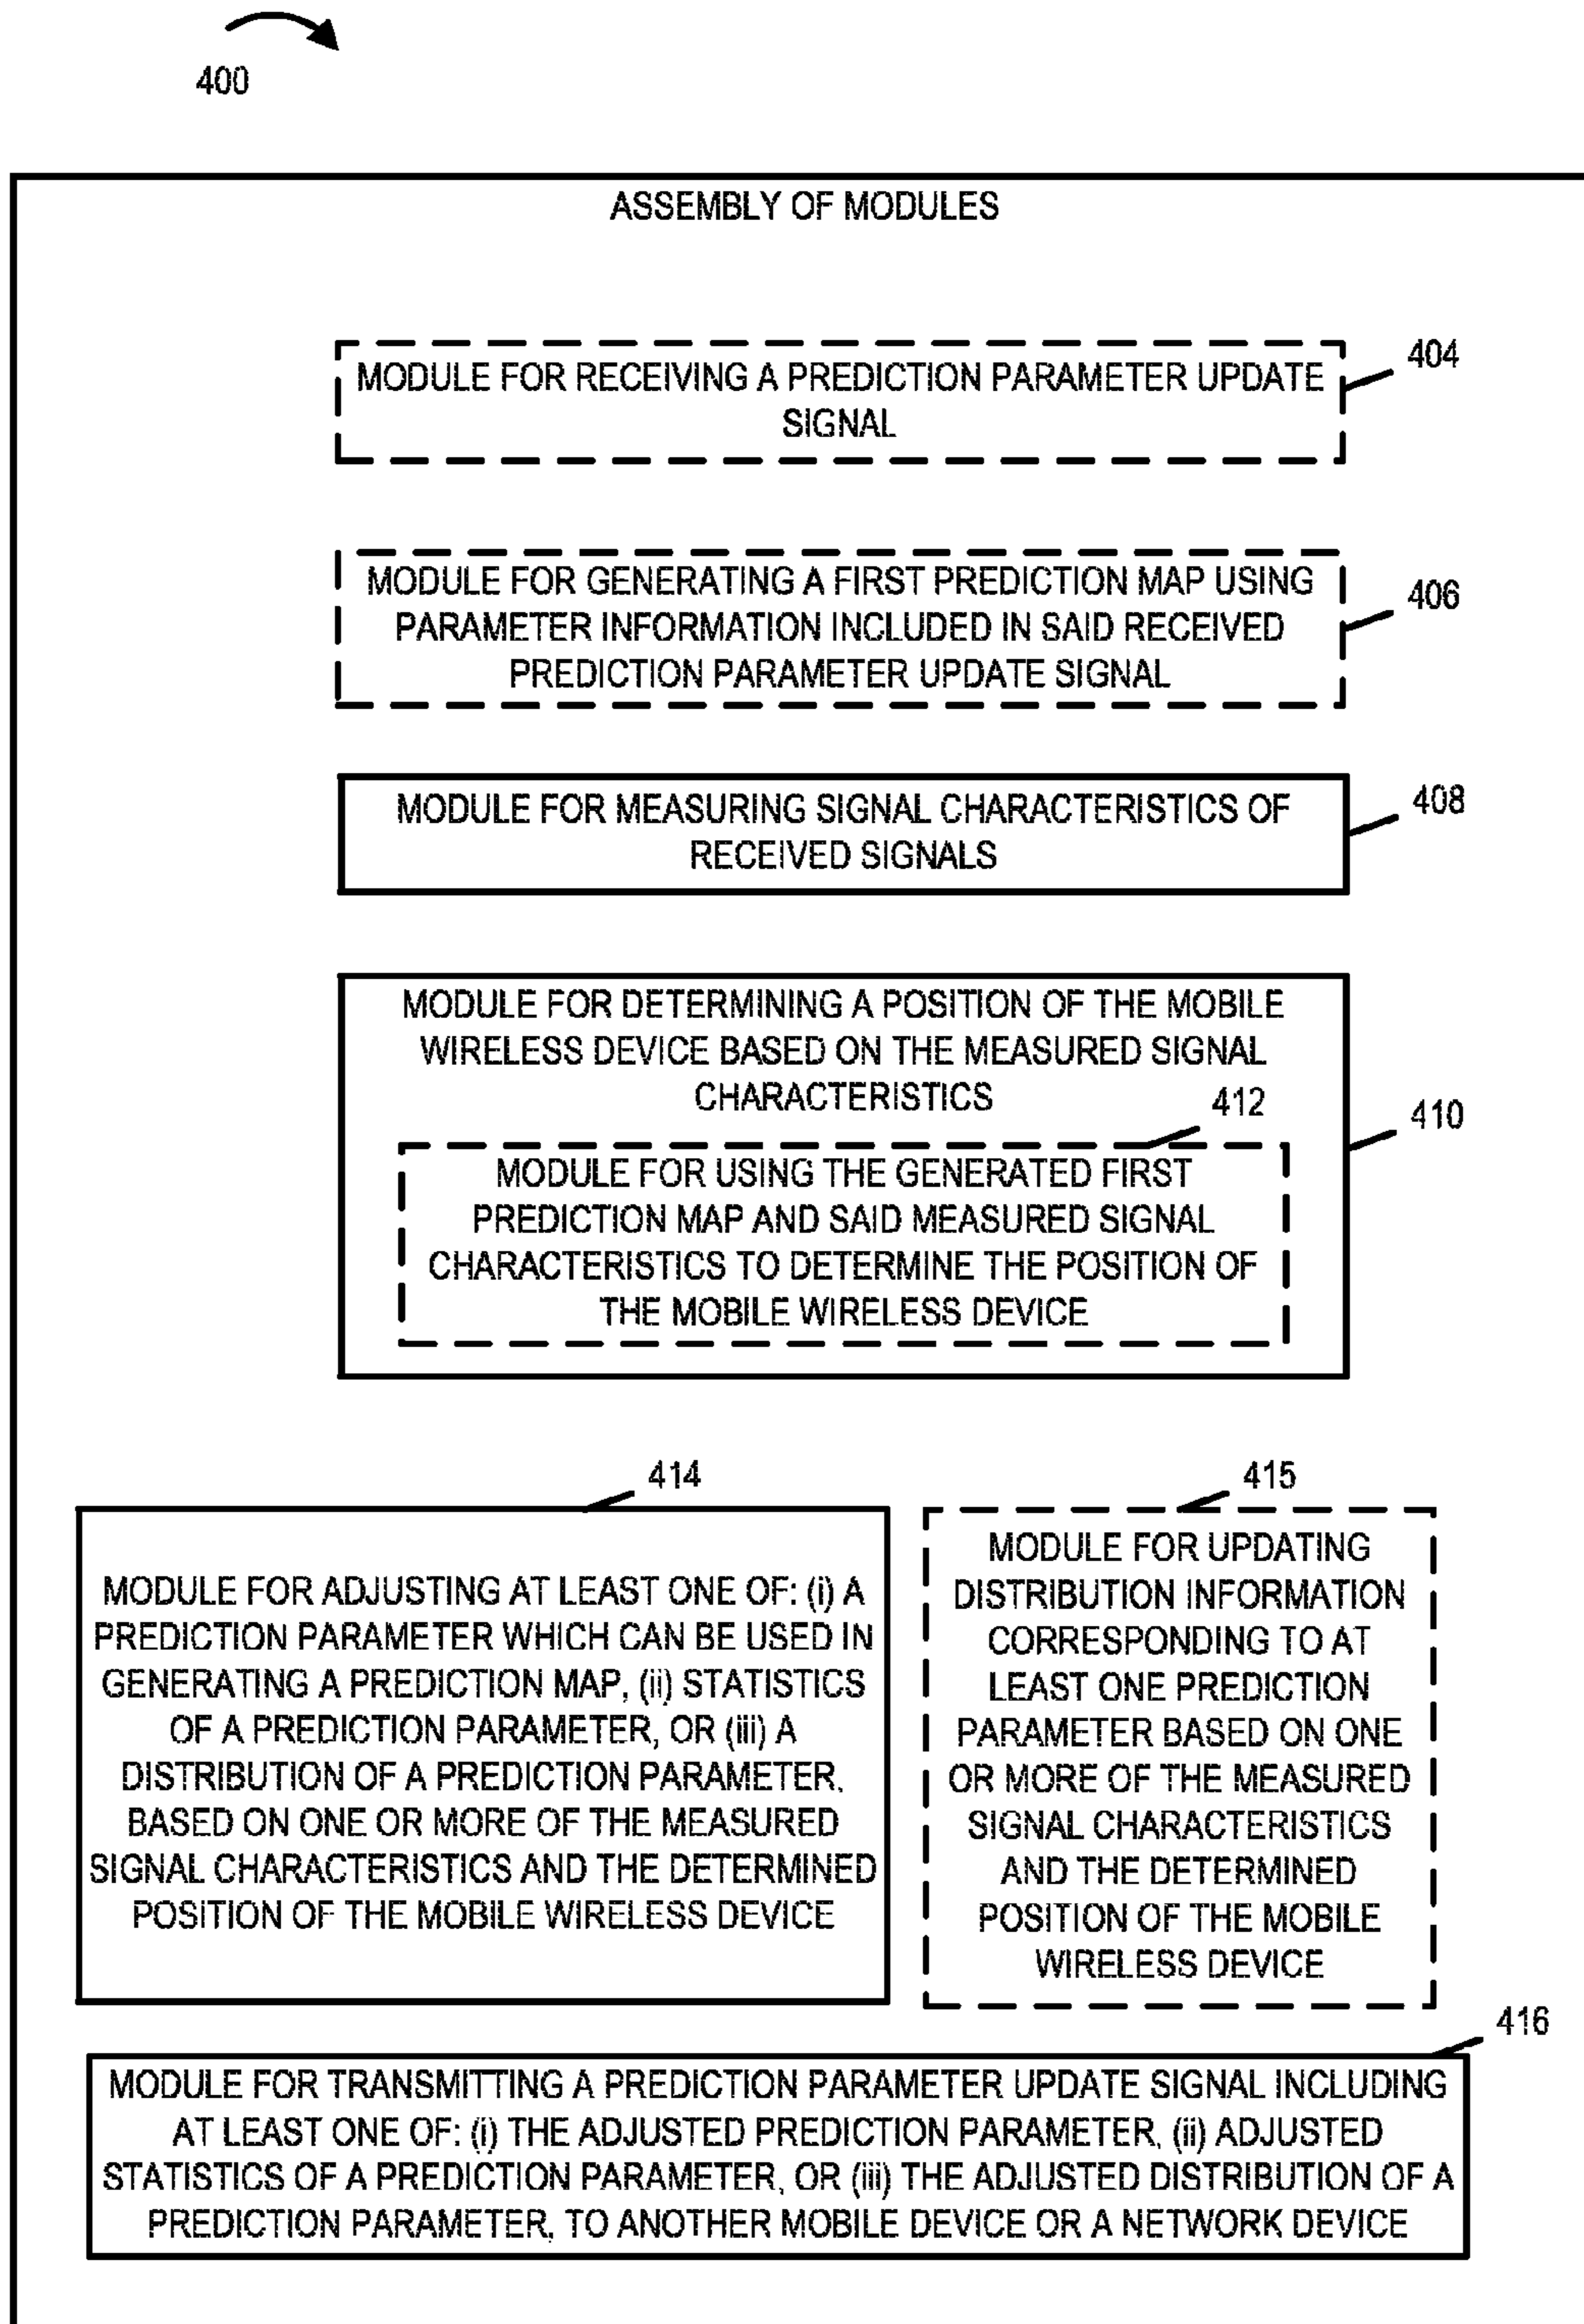 400
ASSEMBLY OF MODULES
MODULE FOR RECEIVING A PREDICTION PARAMETER UPDATE
SIGNAL
404
MODULE FOR GENERATING A FIRST PREDICTION MAP USING
PARAMETER INFORMATION INCLUDED IN SAID RECEIVED
PREDICTION PARAMETER UPDATE SIGNAL
406
MODULE FOR MEASURING SIGNAL CHARACTERISTICS OF
RECEIVED SIGNALS
408
MODULE FOR DETERMINING A POSITION OF THE MOBILE
WIRELESS DEVICE BASED ON THE MEASURED SIGNAL
CHARACTERISTICS
410
412
MODULE FOR USING THE GENERATED FIRST
PREDICTION MAP AND SAID MEASURED SIGNAL
CHARACTERISTICS TO DETERMINE THE POSITION OF
THE MOBILE WIRELESS DEVICE
414
MODULE FOR ADJUSTING AT LEAST ONE OF: (i) A
PREDICTION PARAMETER WHICH CAN BE USED IN
GENERATING A PREDICTION MAP, (ii) STATISTICS
OF A PREDICTION PARAMETER, OR (iii) A
DISTRIBUTION OF A PREDICTION PARAMETER,
BASED ON ONE OR MORE OF THE MEASURED
SIGNAL CHARACTERISTICS AND THE DETERMINED
POSITION OF THE MOBILE WIRELESS DEVICE
415
MODULE FOR UPDATING
DISTRIBUTION INFORMATION
CORRESPONDING TO AT
LEAST ONE PREDICTION
PARAMETER BASED ON ONE
OR MORE OF THE MEASURED
SIGNAL CHARACTERISTICS
AND THE DETERMINED
POSITION OF THE MOBILE
WIRELESS DEVICE
416
MODULE FOR TRANSMITTING A PREDICTION PARAMETER UPDATE SIGNAL INCLUDING
AT LEAST ONE OF: (i) THE ADJUSTED PREDICTION PARAMETER, (ii) ADJUSTED
STATISTICS OF A PREDICTION PARAMETER, OR (iii) THE ADJUSTED DISTRIBUTION OF A
PREDICTION PARAMETER, TO ANOTHER MOBILE DEVICE OR A NETWORK DEVICE